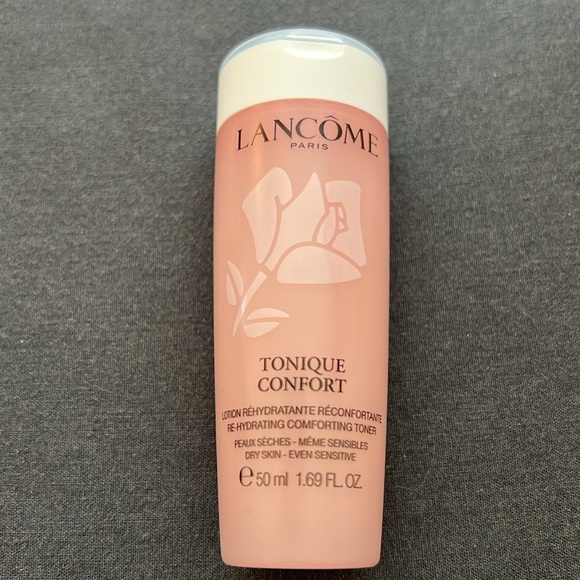 LANCÔME
PARIS
TONIQUE
CONFORT
LOTION RÉHYDRATANTE RÉCONFORTANTE
RE-HYDRATING COMFORTING TONER
PEAUX SÈCHES - MÊME SENSIBLES
DRY SKIN - EVEN SENSITIVE
℮50 ml 1.69 FL.OZ.